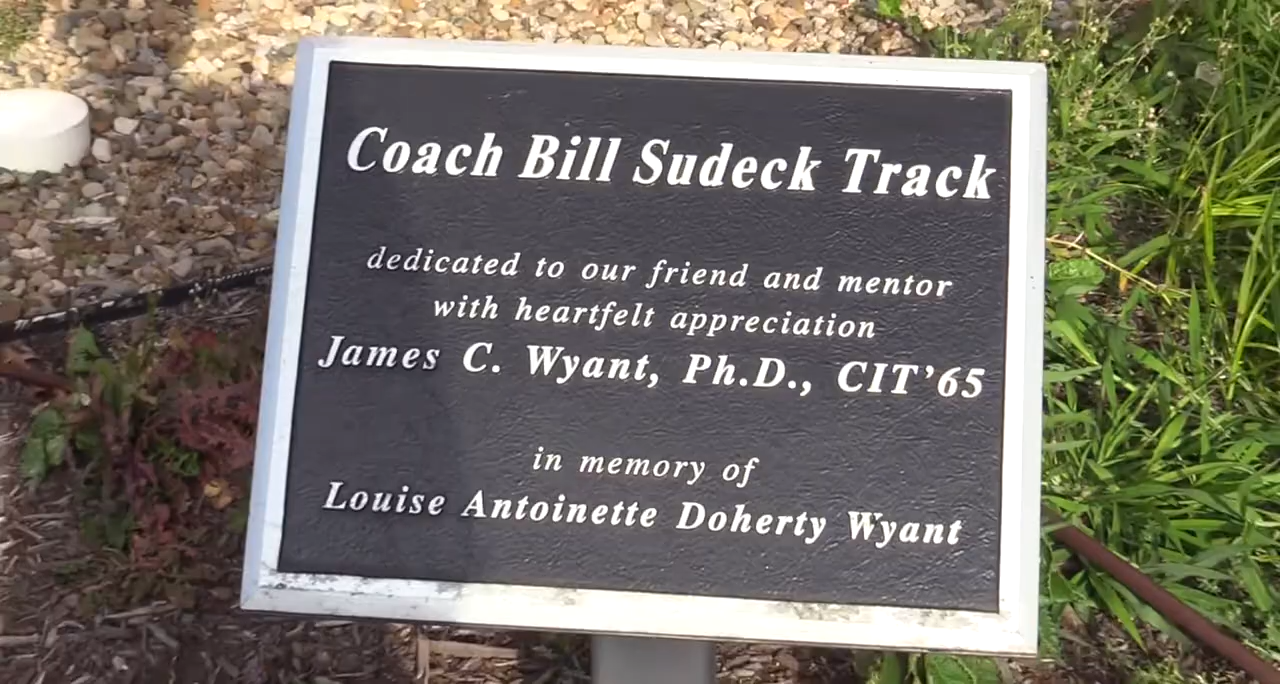 Coach Bill Sudeck Track
dedicated to our friend and mentor
with heartfelt appreciation
James C. Wyant, Ph.D., CIT'65
in memory of
Louise Antoinette Doherty Wyant